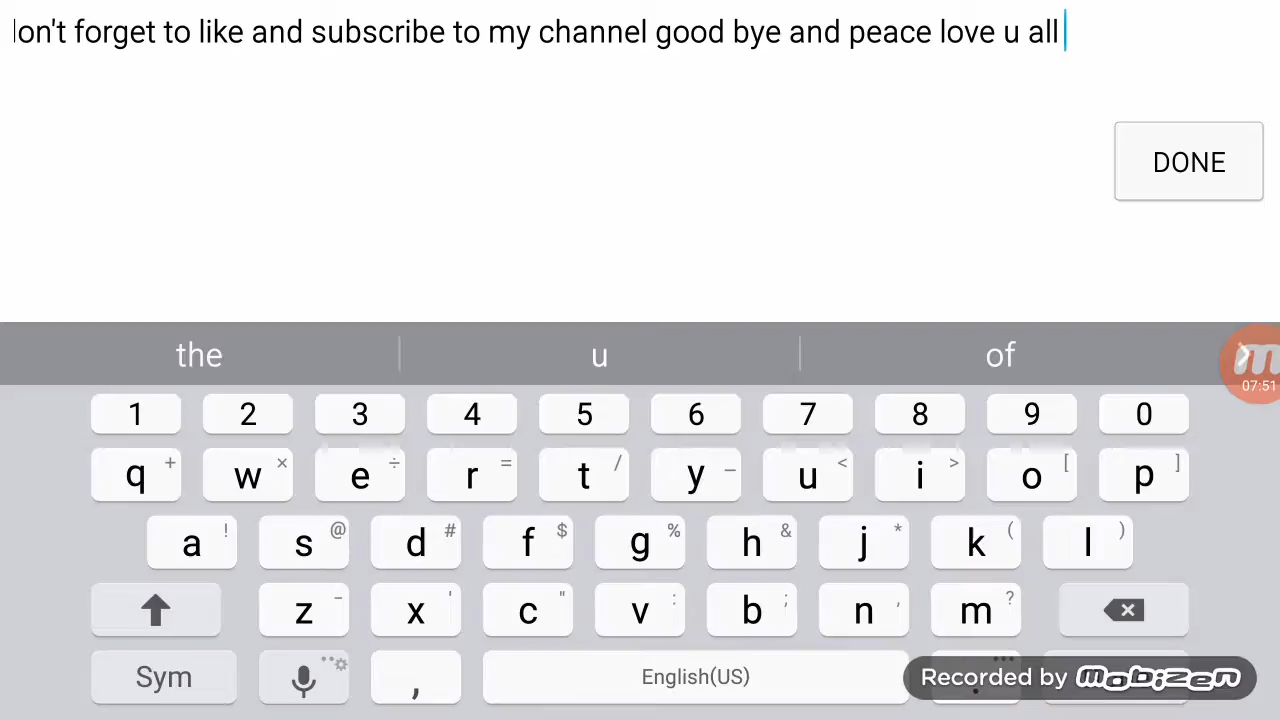 don't forget to like and subscribe to my channel good bye and peace love u all
DONE
the u of
07:51
1 2 3 4 5 6 7 8 9 0
q + w × e ÷ r = t / y _ u < i > o [ p ]
a ! s @ d # f $ g % h & j * k ( l )
z - x ' c " v : b ; n , m ?
Sym , English(US) .
Recorded by Mobizen